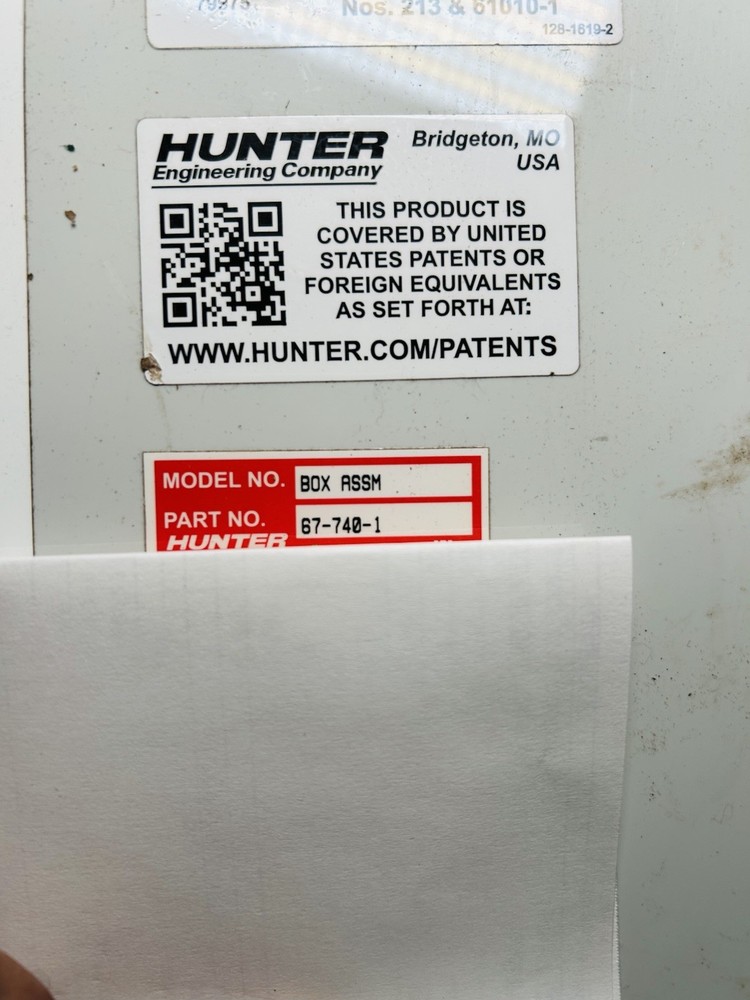 79975
Nos. 213 & 61010-1
128-1619-2
HUNTER
Engineering Company
Bridgeton, MO
USA
THIS PRODUCT IS
COVERED BY UNITED
STATES PATENTS OR
FOREIGN EQUIVALENTS
AS SET FORTH AT:
WWW.HUNTER.COM/PATENTS
MODEL NO. BOX ASSM
PART NO. 67-740-1
HUNTER